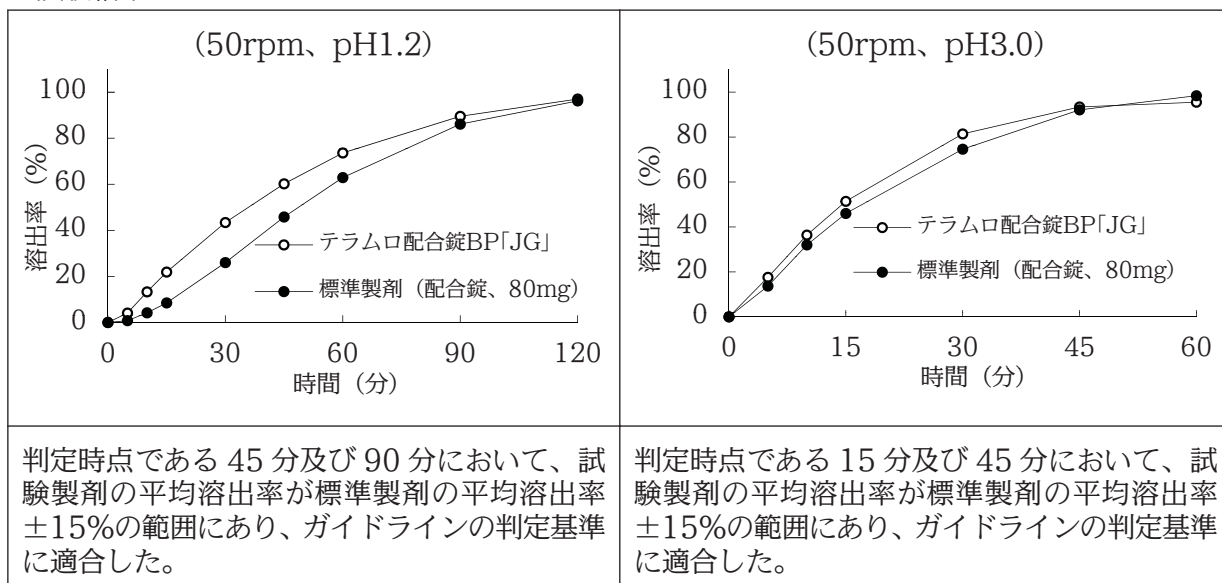 (50rpm、pH1.2)
100
80
60
40
20
0
溶出率 (%)
テラムロ配合錠BP「JG」
標準製剤（配合錠、80mg）
0 30 60 90 120
時間（分）
判定時点である 45 分及び 90 分において、試
験製剤の平均溶出率が標準製剤の平均溶出率
±15%の範囲にあり、ガイドラインの判定基準
に適合した。
(50rpm、pH3.0)
100
80
60
40
20
0
溶出率 (%)
テラムロ配合錠BP「JG」
標準製剤（配合錠、80mg）
0 15 30 45 60
時間（分）
判定時点である 15 分及び 45 分において、試
験製剤の平均溶出率が標準製剤の平均溶出率
±15%の範囲にあり、ガイドラインの判定基準
に適合した。